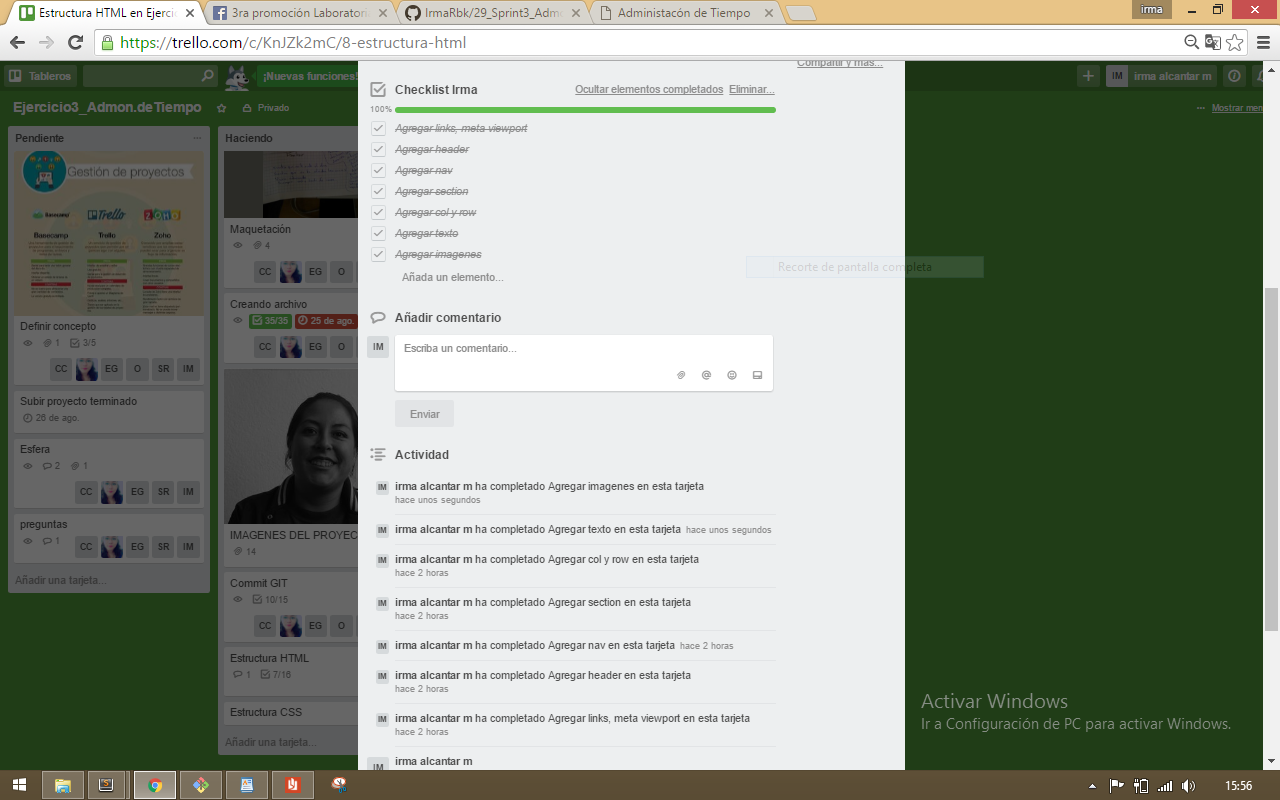 Estructura HTML en Ejerci
3ra promoción Laboratori
IrmaRbk/29_Sprint3_Adm
Administacón de Tiempo
irma
https://trello.com/c/KnJZk2mC/8-estructura-html
Tableros
¡Nuevas funciones!
IM irma alcantar m
Ejercicio3_Admon.deTiempo
Privado
... Mostrar men
Compartir y más...
Checklist Irma
Ocultar elementos completados Eliminar...
100%
Agregar links, meta viewport
Agregar header
Agregar nav
Agregar section
Agregar col y row
Agregar texto
Agregar imagenes
Añada un elemento...
Recorte de pantalla completa
Añadir comentario
IM
Escriba un comentario...
Enviar
Actividad
IM irma alcantar m ha completado Agregar imagenes en esta tarjeta
hace unos segundos
IM irma alcantar m ha completado Agregar texto en esta tarjeta hace unos segundos
IM irma alcantar m ha completado Agregar col y row en esta tarjeta
hace 2 horas
IM irma alcantar m ha completado Agregar section en esta tarjeta
hace 2 horas
IM irma alcantar m ha completado Agregar nav en esta tarjeta hace 2 horas
IM irma alcantar m ha completado Agregar header en esta tarjeta
hace 2 horas
IM irma alcantar m ha completado Agregar links, meta viewport en esta tarjeta
hace 2 horas
IM irma alcantar m
Pendiente ...
Gestión de proyectos
Basecamp Trello ZOHO
Basecamp Trello Zoho
Definir concepto
1 3/5
CC EG O SR IM
Subir proyecto terminado
26 de ago.
Esfera
2 1
CC EG SR IM
preguntas
1
CC EG O SR IM
Añadir una tarjeta...
Haciendo
Maquetación
4
CC EG O
Creando archivo
35/35 25 de ago.
CC EG O
IMAGENES DEL PROYEC
14
Commit GIT
10/15
CC EG O
Estructura HTML
1 7/16
Estructura CSS
Añadir una tarjeta...
Activar Windows
Ir a Configuración de PC para activar Windows.
15:56